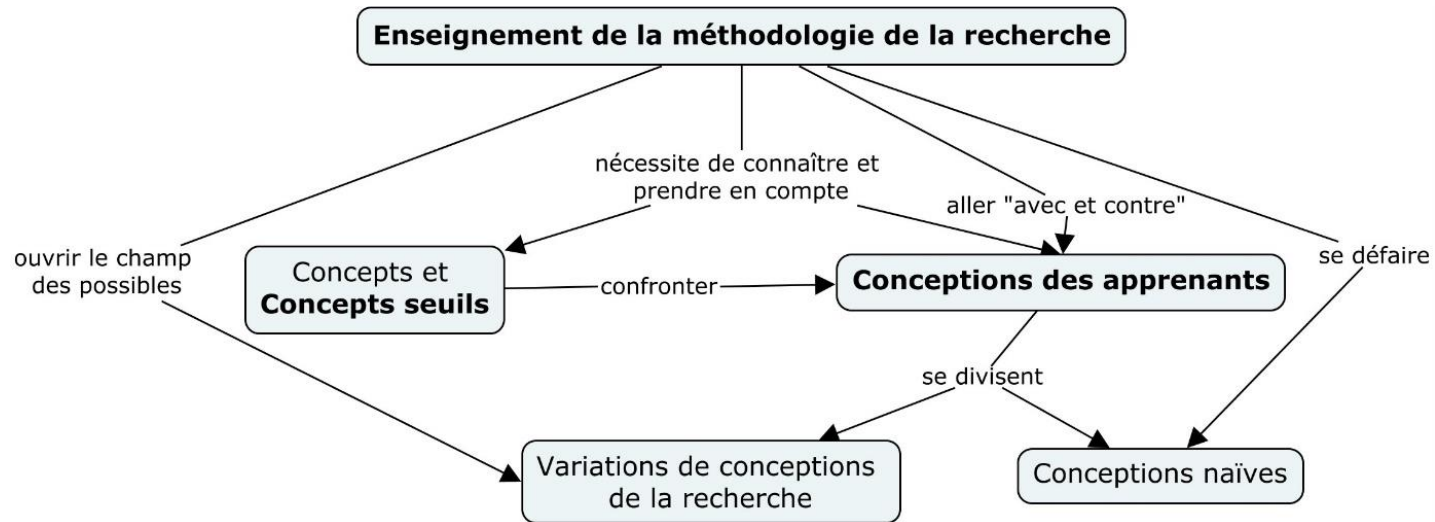 Enseignement de la méthodologie de la recherche
nécessite de connaître et
prendre en compte
aller "avec et contre"
ouvrir le champ
des possibles
Concepts et
Concepts seuils
confronter
Conceptions des apprenants
se défaire
se divisent
Variations de conceptions
de la recherche
Conceptions naïves